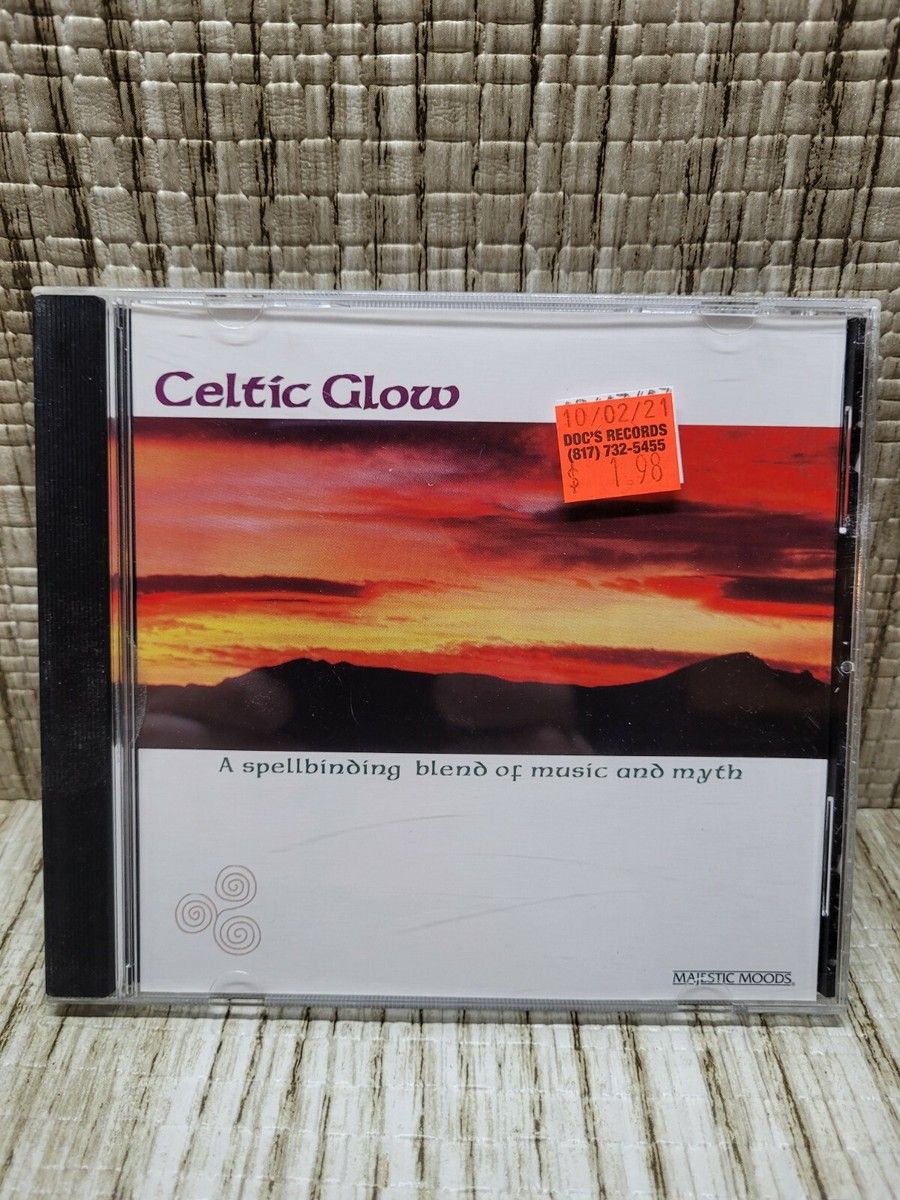 Celtic Glow
10/02/21
DOC'S RECORDS
(817) 732-5455
$ 1.98
A spellbinding blend of music and myth
MAJESTIC MOODS